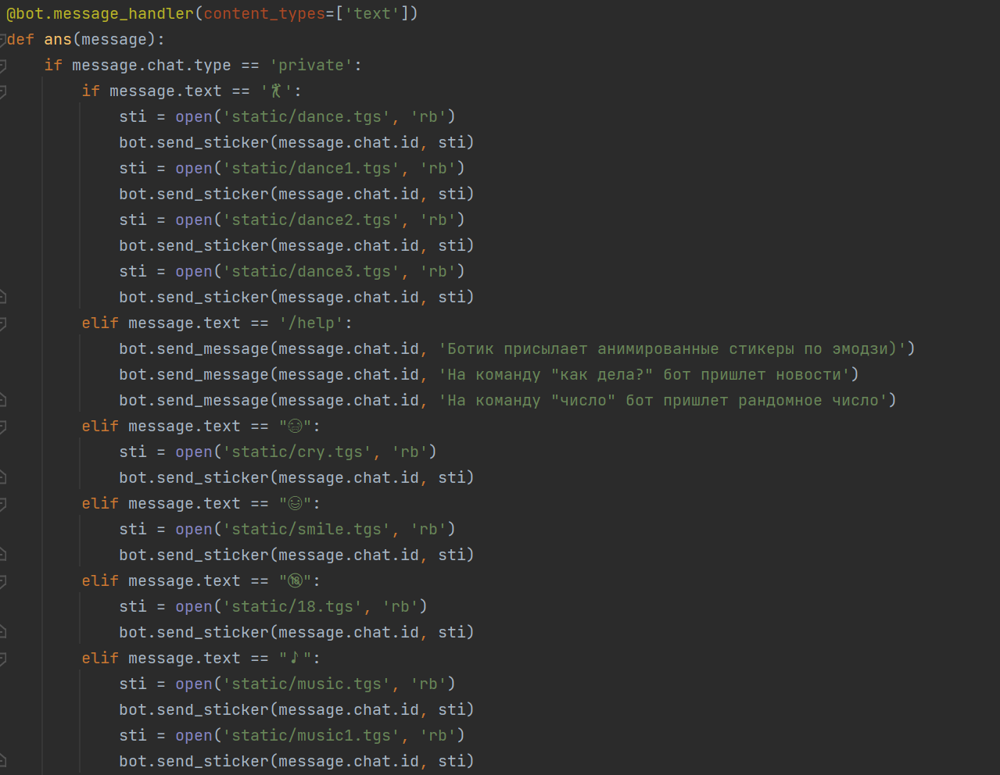 @bot.message_handler(content_types=['text'])
def ans(message):
    if message.chat.type == 'private':
        if message.text == '💃':
            sti = open('static/dance.tgs', 'rb')
            bot.send_sticker(message.chat.id, sti)
            sti = open('static/dance1.tgs', 'rb')
            bot.send_sticker(message.chat.id, sti)
            sti = open('static/dance2.tgs', 'rb')
            bot.send_sticker(message.chat.id, sti)
            sti = open('static/dance3.tgs', 'rb')
            bot.send_sticker(message.chat.id, sti)
        elif message.text == '/help':
            bot.send_message(message.chat.id, 'Ботик присылает анимированные стикеры по эмодзи)')
            bot.send_message(message.chat.id, 'На команду "как дела?" бот пришлет новости')
            bot.send_message(message.chat.id, 'На команду "число" бот пришлет рандомное число')
        elif message.text == "😭":
            sti = open('static/cry.tgs', 'rb')
            bot.send_sticker(message.chat.id, sti)
        elif message.text == "😄":
            sti = open('static/smile.tgs', 'rb')
            bot.send_sticker(message.chat.id, sti)
        elif message.text == "🔞":
            sti = open('static/18.tgs', 'rb')
            bot.send_sticker(message.chat.id, sti)
        elif message.text == "🎵":
            sti = open('static/music.tgs', 'rb')
            bot.send_sticker(message.chat.id, sti)
            sti = open('static/music1.tgs', 'rb')
            bot.send_sticker(message.chat.id, sti)